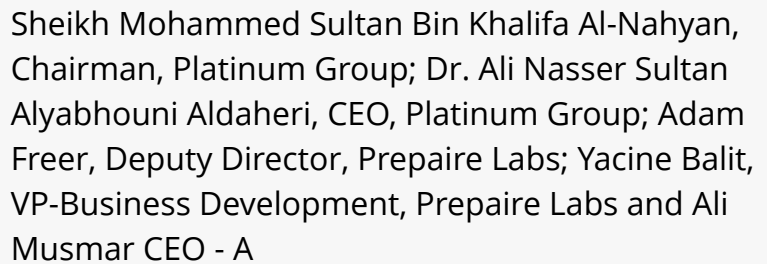 Sheikh Mohammed Sultan Bin Khalifa Al-Nahyan,
Chairman, Platinum Group; Dr. Ali Nasser Sultan
Alyabhouni Aldaheri, CEO, Platinum Group; Adam
Freer, Deputy Director, Prepaire Labs; Yacine Balit,
VP-Business Development, Prepaire Labs and Ali
Musmar CEO - A